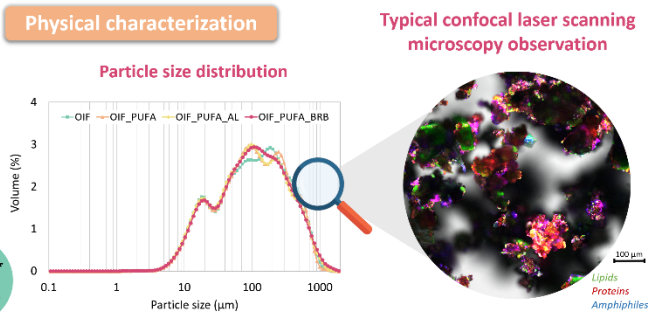 Physical characterization
Typical confocal laser scanning
microscopy observation
Particle size distribution
OIF OIF_PUFA OIF_PUFA_AL OIF_PUFA_BRB
Volume (%)
4
3
2
1
0
0.1 1 10 100 1000
Particle size (μm)
100 μm
Lipids
Proteins
Amphiphiles